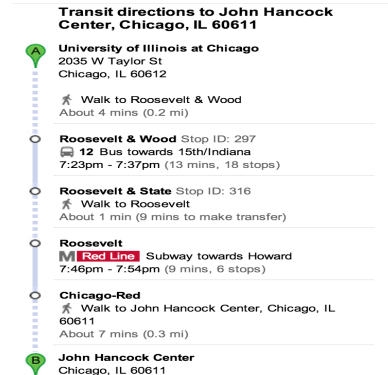 Transit directions to John Hancock
Center, Chicago, IL 60611
A
University of Illinois at Chicago
2035 W Taylor St
Chicago, IL 60612
Walk to Roosevelt & Wood
About 4 mins (0.2 mi)
Roosevelt & Wood Stop ID: 297
12 Bus towards 15th/Indiana
7:23pm - 7:37pm (13 mins, 18 stops)
Roosevelt & State Stop ID: 316
Walk to Roosevelt
About 1 min (9 mins to make transfer)
Roosevelt
M Red Line Subway towards Howard
7:46pm - 7:54pm (9 mins, 6 stops)
Chicago-Red
Walk to John Hancock Center, Chicago, IL
60611
About 7 mins (0.3 mi)
B
John Hancock Center
Chicago, IL 60611